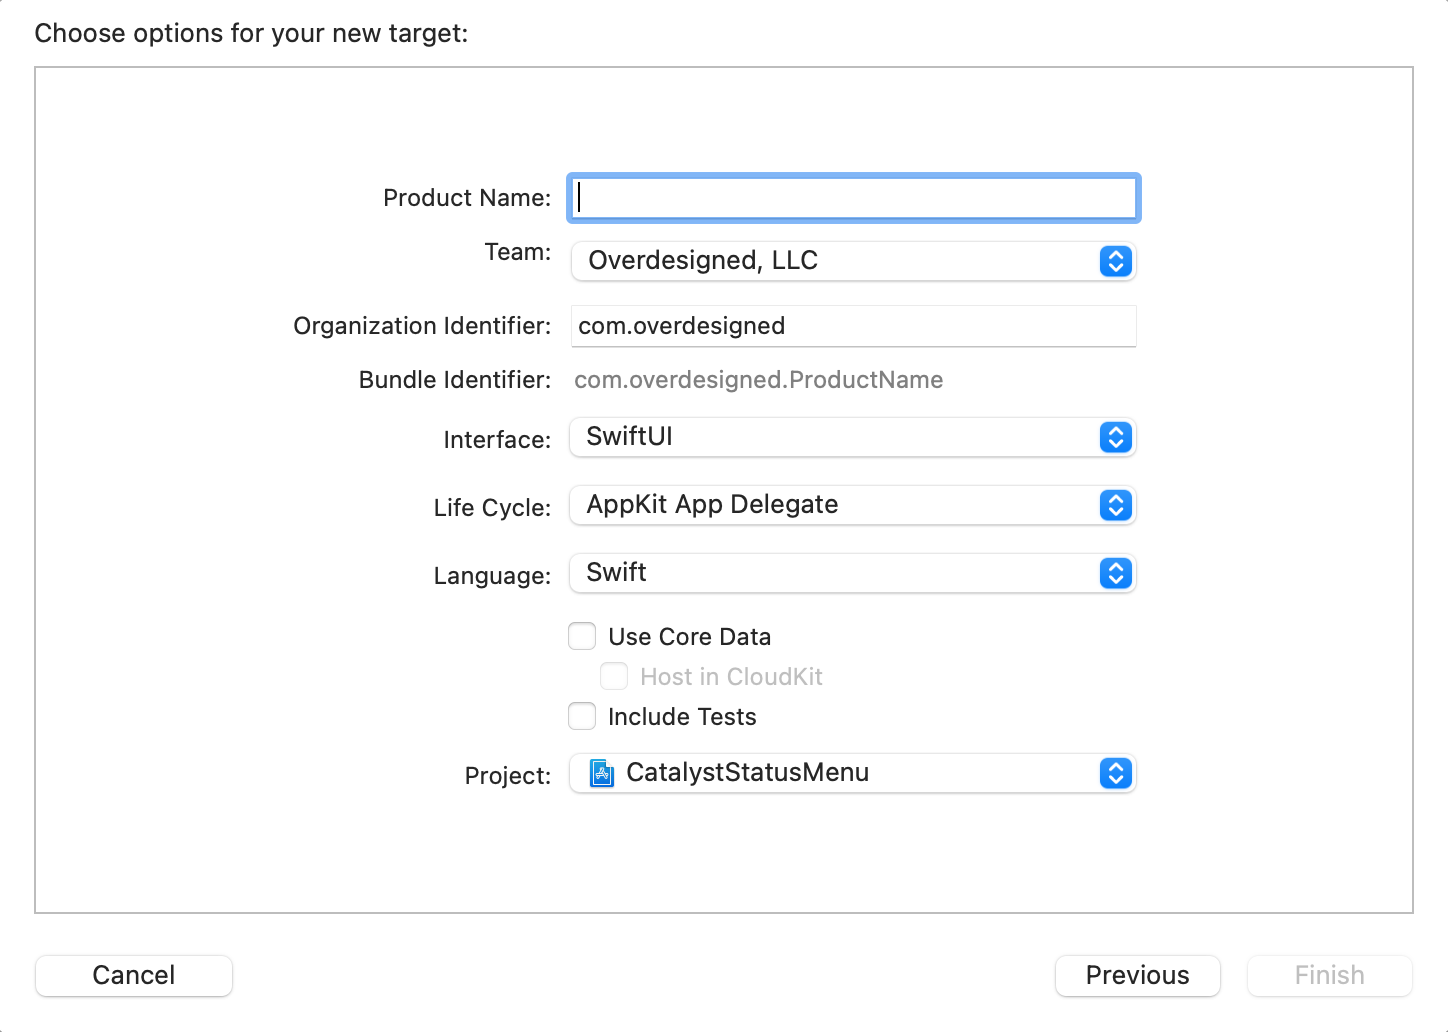 Choose options for your new target:
Product Name:
Team: Overdesigned, LLC
Organization Identifier: com.overdesigned
Bundle Identifier: com.overdesigned.ProductName
Interface: SwiftUI
Life Cycle: AppKit App Delegate
Language: Swift
Use Core Data
Host in CloudKit
Include Tests
Project: CatalystStatusMenu
Cancel Previous Finish